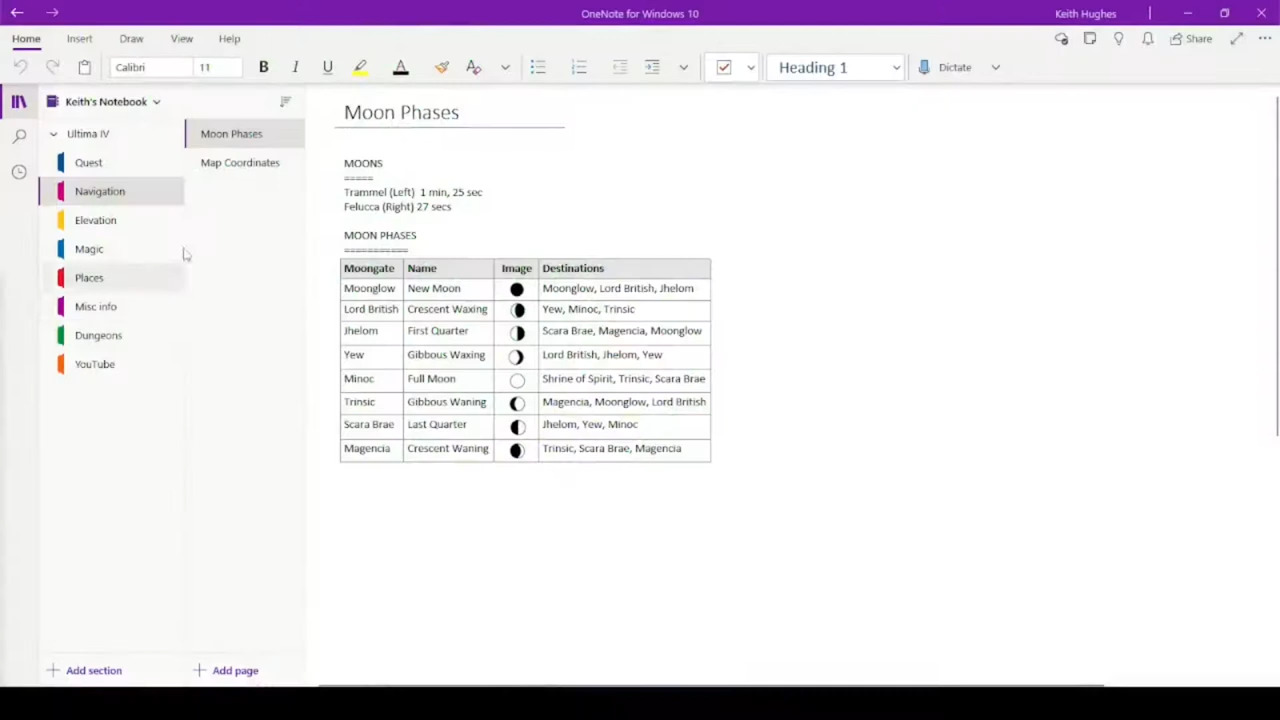 OneNote for Windows 10
Keith Hughes
Home Insert Draw View Help
Share
Calibri 11 B I U A A Heading 1 Dictate
Keith's Notebook
Ultima IV
Quest
Navigation
Elevation
Magic
Places
Misc info
Dungeons
YouTube
Add section
Moon Phases
Map Coordinates
Add page
Moon Phases
MOONS
=====
Trammel (Left) 1 min, 25 sec
Felucca (Right) 27 secs
MOON PHASES
===========
Moongate Name Image Destinations
Moonglow New Moon Moonglow, Lord British, Jhelom
Lord British Crescent Waxing Yew, Minoc, Trinsic
Jhelom First Quarter Scara Brae, Magencia, Moonglow
Yew Gibbous Waxing Lord British, Jhelom, Yew
Minoc Full Moon Shrine of Spirit, Trinsic, Scara Brae
Trinsic Gibbous Waning Magencia, Moonglow, Lord British
Scara Brae Last Quarter Jhelom, Yew, Minoc
Magencia Crescent Waning Trinsic, Scara Brae, Magencia